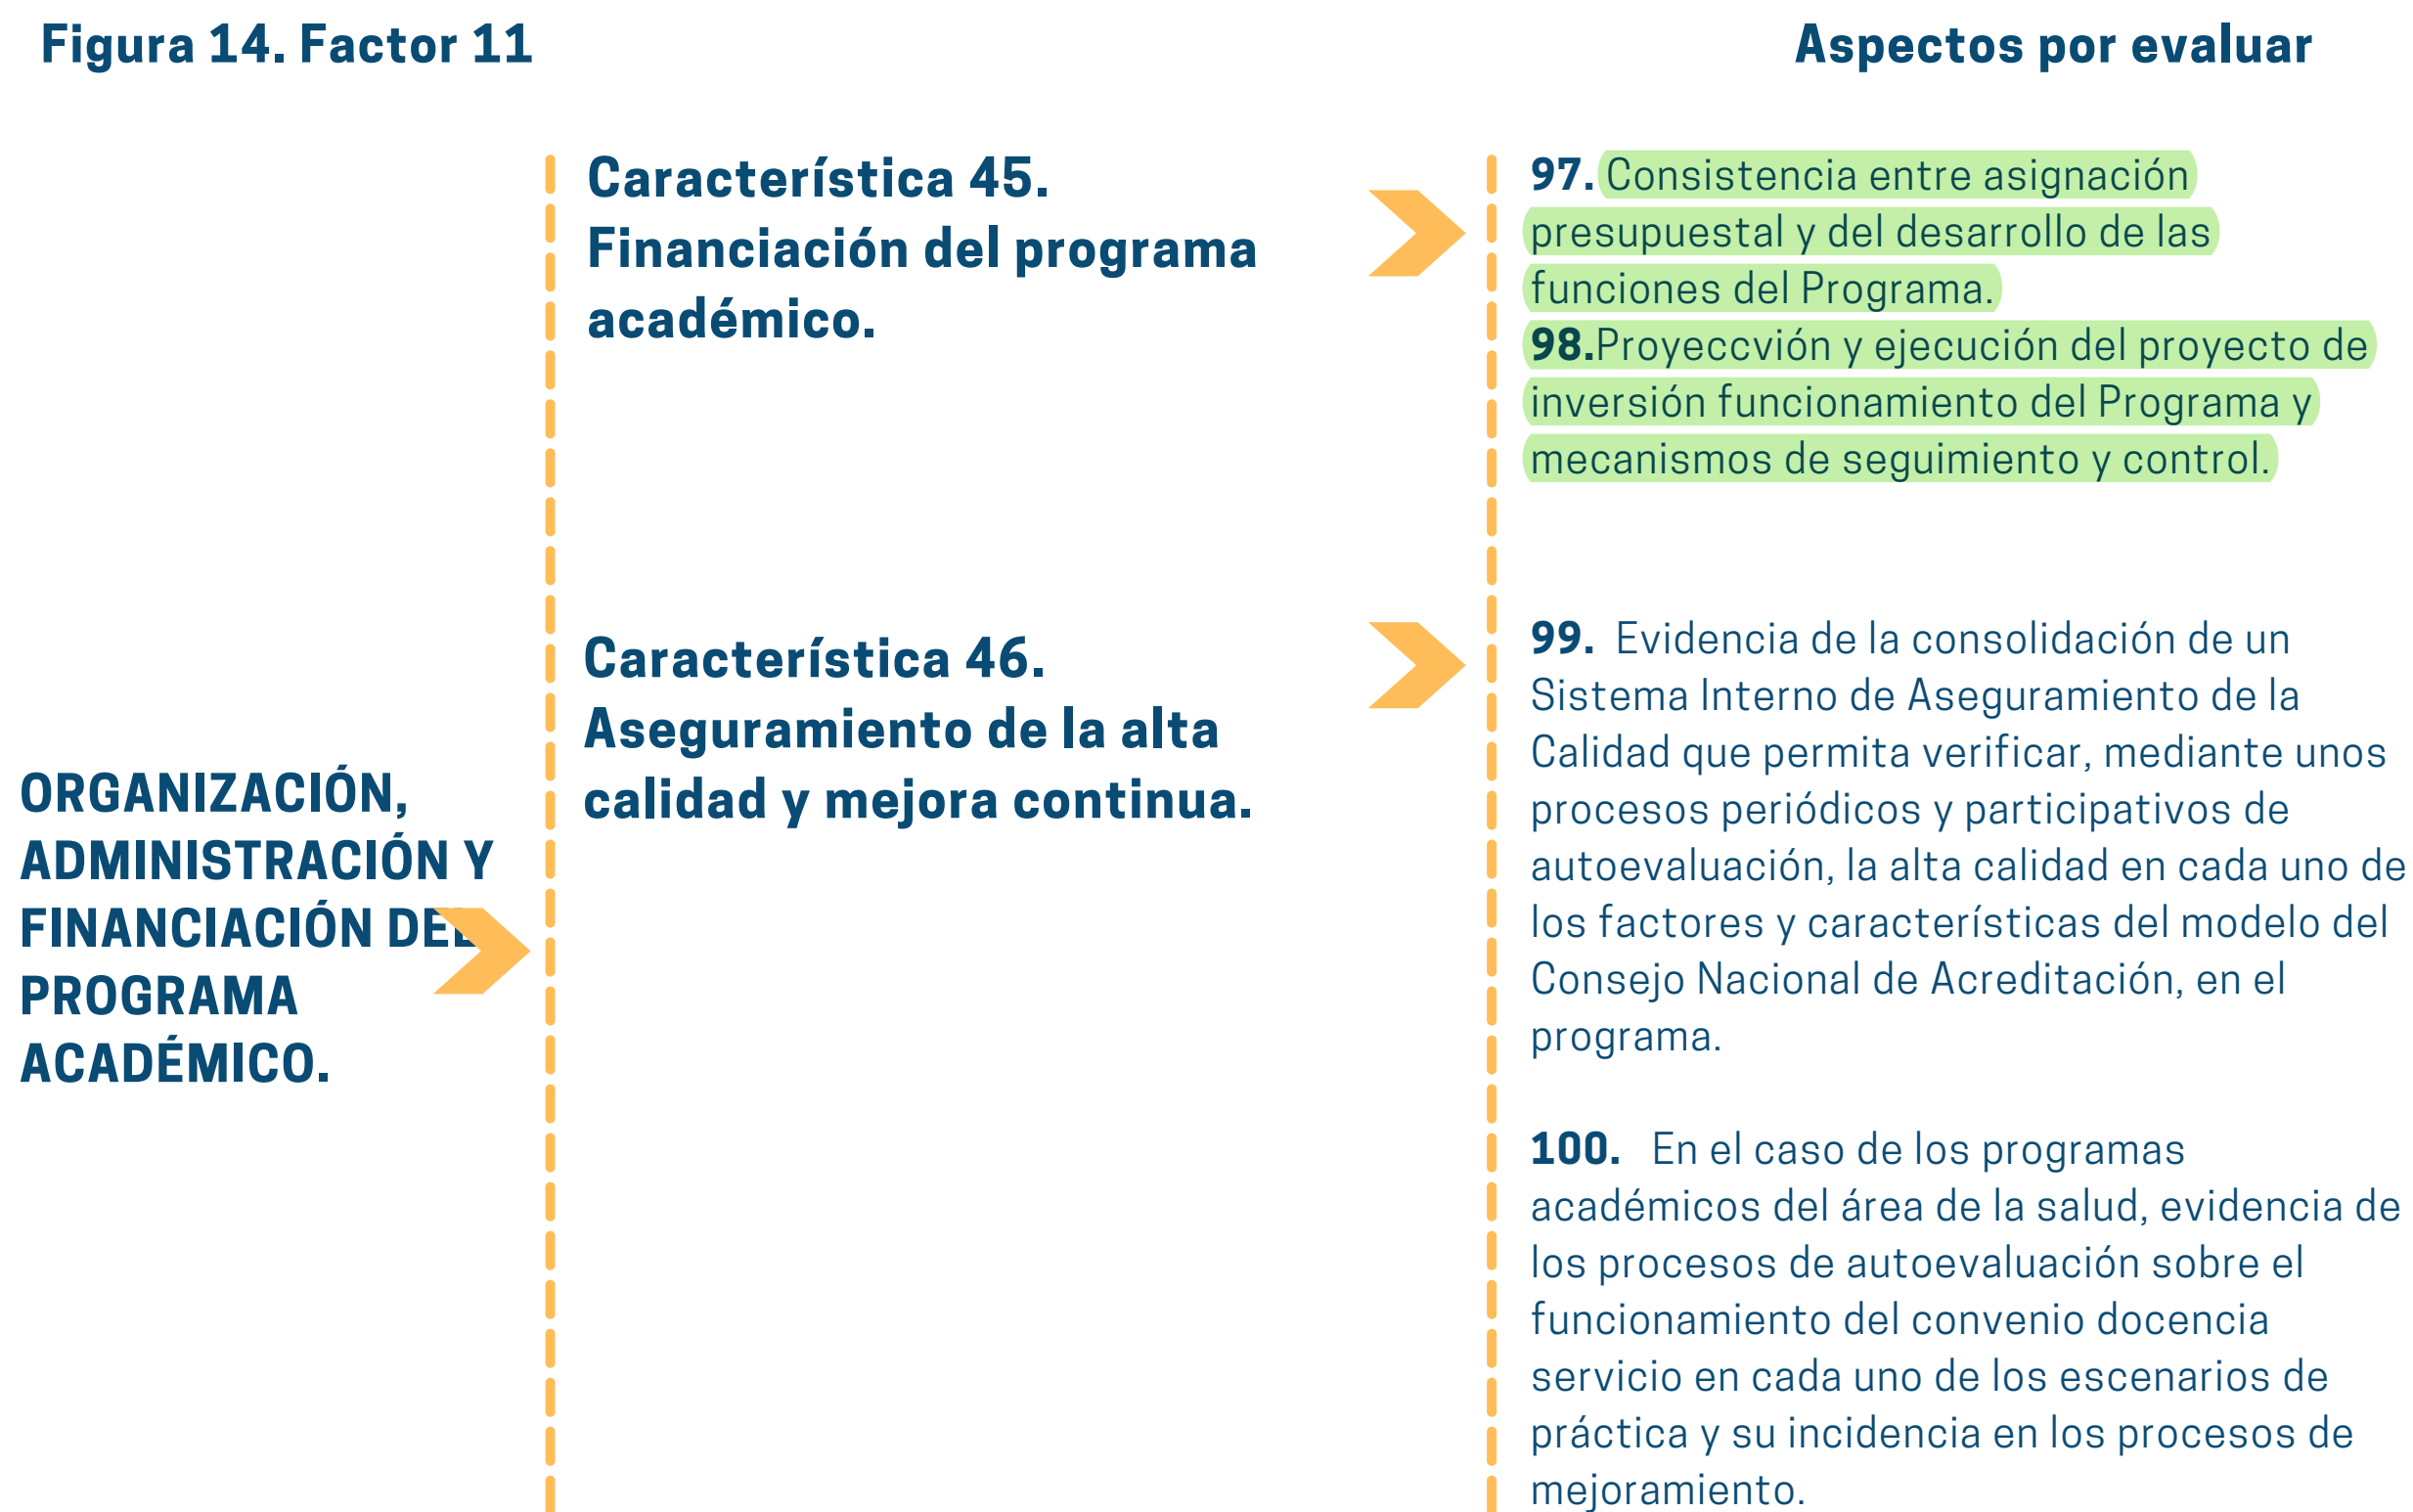 Figura 14. Factor 11
Aspectos por evaluar
ORGANIZACIÓN,
ADMINISTRACIÓN Y
FINANCIACIÓN DEL
PROGRAMA
ACADÉMICO.
Característica 45.
Financiación del programa
académico.
97. Consistencia entre asignación
presupuestal y del desarrollo de las
funciones del Programa.
98.Proyeccvión y ejecución del proyecto de
inversión funcionamiento del Programa y
mecanismos de seguimiento y control.
Característica 46.
Aseguramiento de la alta
calidad y mejora continua.
99. Evidencia de la consolidación de un
Sistema Interno de Aseguramiento de la
Calidad que permita verificar, mediante unos
procesos periódicos y participativos de
autoevaluación, la alta calidad en cada uno de
los factores y características del modelo del
Consejo Nacional de Acreditación, en el
programa.
100. En el caso de los programas
académicos del área de la salud, evidencia de
los procesos de autoevaluación sobre el
funcionamiento del convenio docencia
servicio en cada uno de los escenarios de
práctica y su incidencia en los procesos de
mejoramiento.